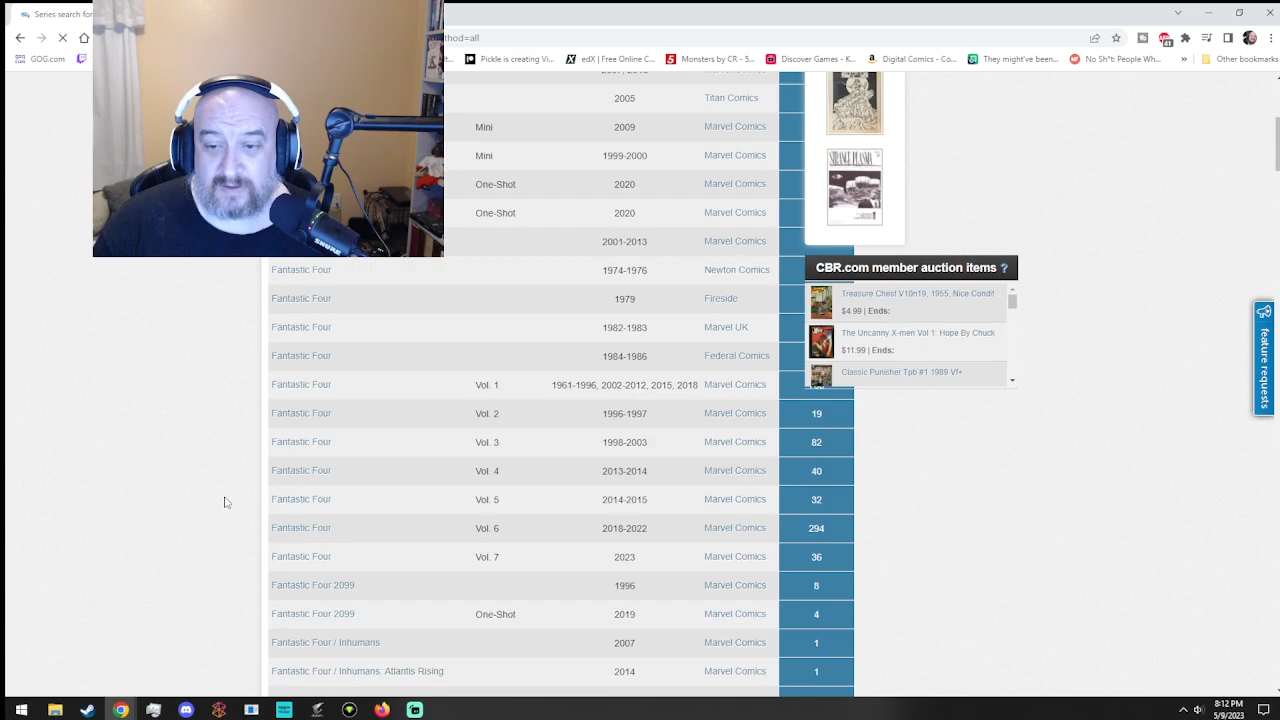 Series search for
thod=all
GOG.com
t...
Pickle is creating Vi...
edX | Free Online C...
Monsters by CR - 5...
Discover Games - K...
Digital Comics - Co...
They might've been...
No Sh*t: People Wh...
»
Other bookmarks
2005 Titan Comics
Mini 2009 Marvel Comics
Mini 1999-2000 Marvel Comics
One-Shot 2020 Marvel Comics
One-Shot 2020 Marvel Comics
2001-2013 Marvel Comics
Fantastic Four 1974-1976 Newton Comics
Fantastic Four 1979 Fireside
Fantastic Four 1982-1983 Marvel UK
Fantastic Four 1984-1986 Federal Comics
Fantastic Four Vol. 1 1961-1996, 2002-2012, 2015, 2018 Marvel Comics
Fantastic Four Vol. 2 1996-1997 Marvel Comics 19
Fantastic Four Vol. 3 1998-2003 Marvel Comics 82
Fantastic Four Vol. 4 2013-2014 Marvel Comics 40
Fantastic Four Vol. 5 2014-2015 Marvel Comics 32
Fantastic Four Vol. 6 2018-2022 Marvel Comics 294
Fantastic Four Vol. 7 2023 Marvel Comics 36
Fantastic Four 2099 1996 Marvel Comics 8
Fantastic Four 2099 One-Shot 2019 Marvel Comics 4
Fantastic Four / Inhumans 2007 Marvel Comics 1
Fantastic Four / Inhumans: Atlantis Rising 2014 Marvel Comics 1
STRANGE PLASMA
CBR.com member auction items ?
Treasure Chest V10n19, 1955, Nice Condit
$4.99 | Ends:
The Uncanny X-men Vol 1: Hope By Chuck
$11.99 | Ends:
Classic Punisher Tpb #1 1989 Vf+
feature requests
SHURE
41
8:12 PM
5/9/2023